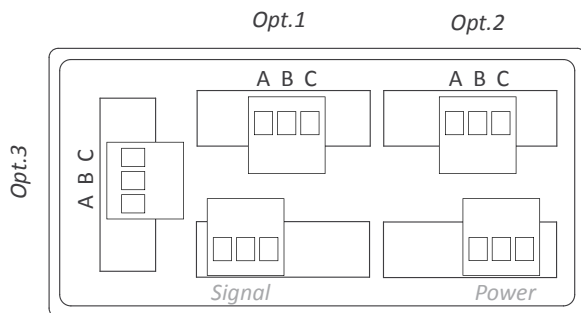 Opt.1 Opt.2
A B C A B C
Opt.3
A B C
Signal Power